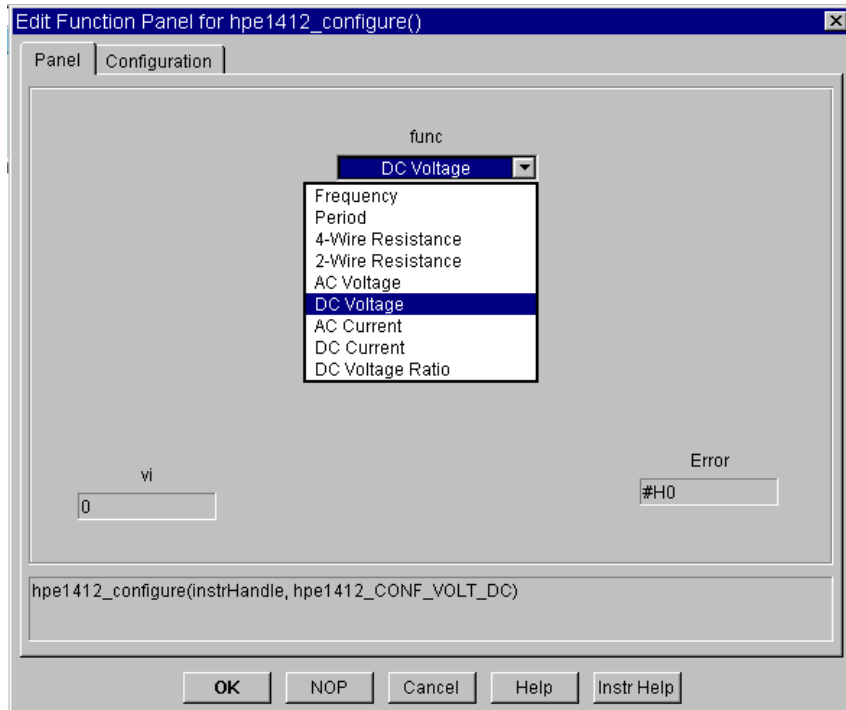 Edit Function Panel for hpe1412_configure()
Panel
Configuration
func
DC Voltage
Frequency
Period
4-Wire Resistance
2-Wire Resistance
AC Voltage
DC Voltage
AC Current
DC Current
DC Voltage Ratio
vi
0
Error
#H0
hpe1412_configure(instrHandle, hpe1412_CONF_VOLT_DC)
OK
NOP
Cancel
Help
Instr Help